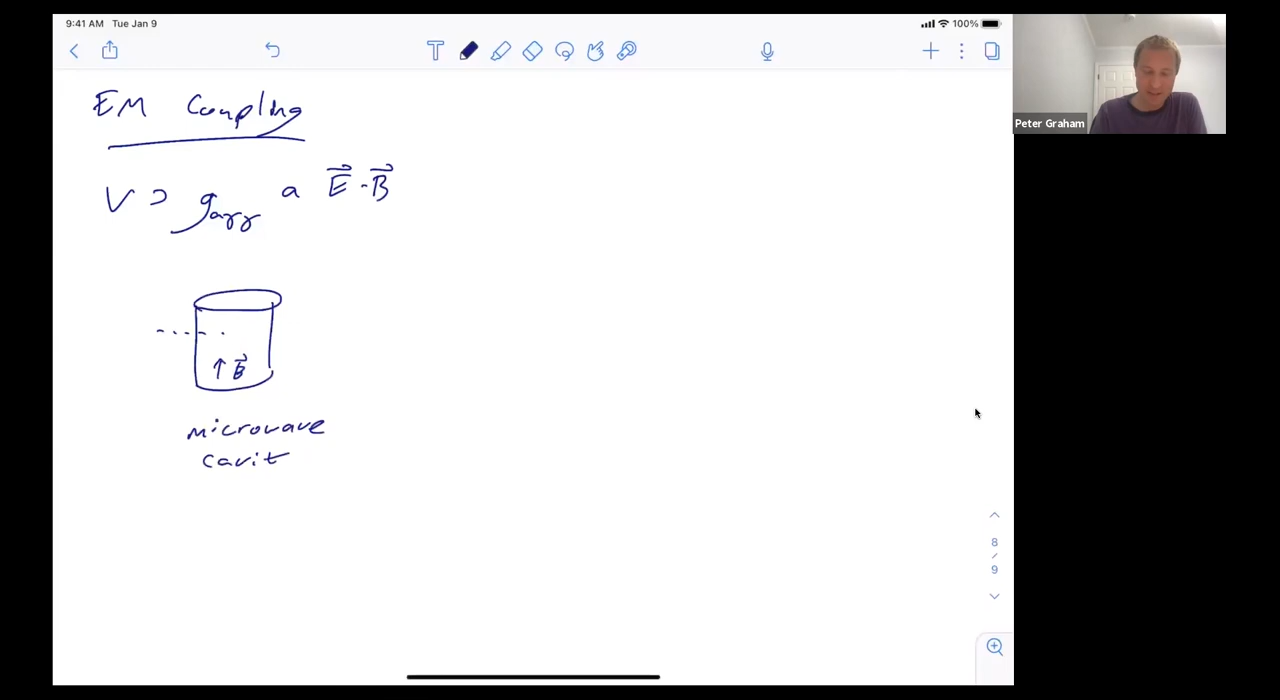 9:41 AM Tue Jan 9
100%
Peter Graham
EM Coupling
V ⊃ g_aγγ a E⃗·B⃗
↑ B⃗
microwave
cavit
8
/
9